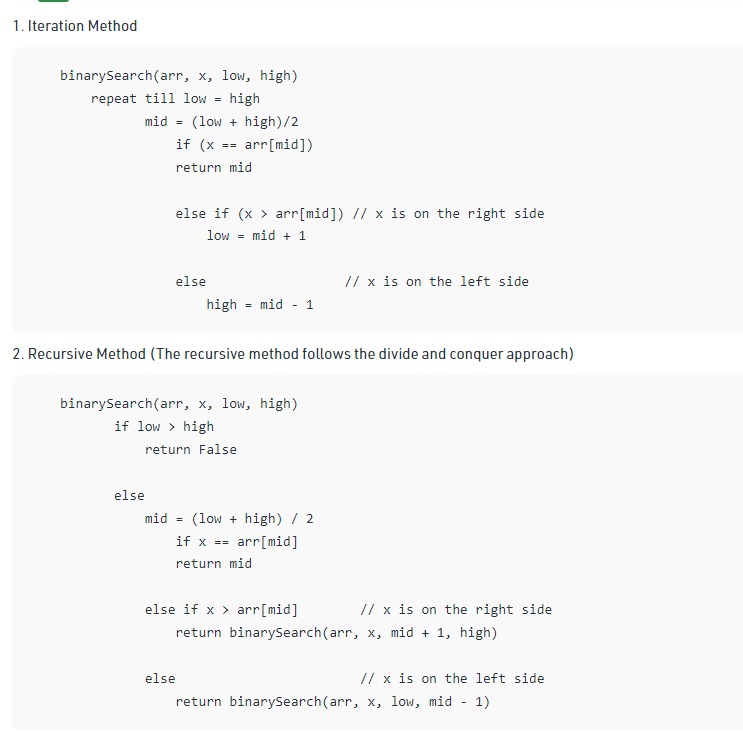 1. Iteration Method
binarySearch(arr, x, low, high)
repeat till low = high
mid = (low + high)/2
if (x == arr[mid])
return mid
else if (x > arr[mid]) // x is on the right side
low = mid + 1
else // x is on the left side
high = mid - 1
2. Recursive Method (The recursive method follows the divide and conquer approach)
binarySearch(arr, x, low, high)
if low > high
return False
else
mid = (low + high) / 2
if x == arr[mid]
return mid
else if x > arr[mid] // x is on the right side
return binarySearch(arr, x, mid + 1, high)
else // x is on the left side
return binarySearch(arr, x, low, mid - 1)